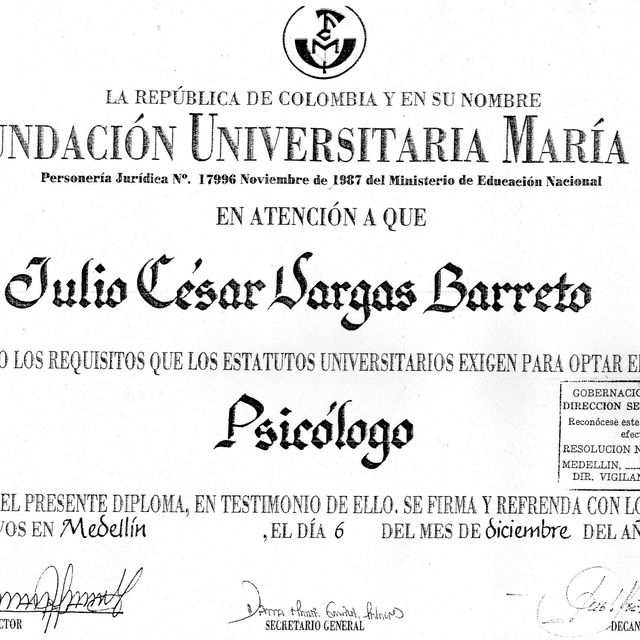 LA REPÚBLICA DE COLOMBIA Y EN SU NOMBRE
UNDACIÓN UNIVERSITARIA MARÍA
Personería Jurídica Nº. 17996 Noviembre de 1987 del Ministerio de Educación Nacional
EN ATENCIÓN A QUE
Julio César Vargas Barreto
O LOS REQUISITOS QUE LOS ESTATUTOS UNIVERSITARIOS EXIGEN PARA OPTAR E
Psicólogo
GOBERNACIO
DIRECCION SE
Reconócese este
efec
RESOLUCION N
MEDELLIN, ....
DIR. VIGILAN
EL PRESENTE DIPLOMA, EN TESTIMONIO DE ELLO. SE FIRMA Y REFRENDA CON LO
VOS EN Medellín , EL DÍA 6 DEL MES DE diciembre DEL AÑ
CTOR
SECRETARIO GENERAL
DECAN